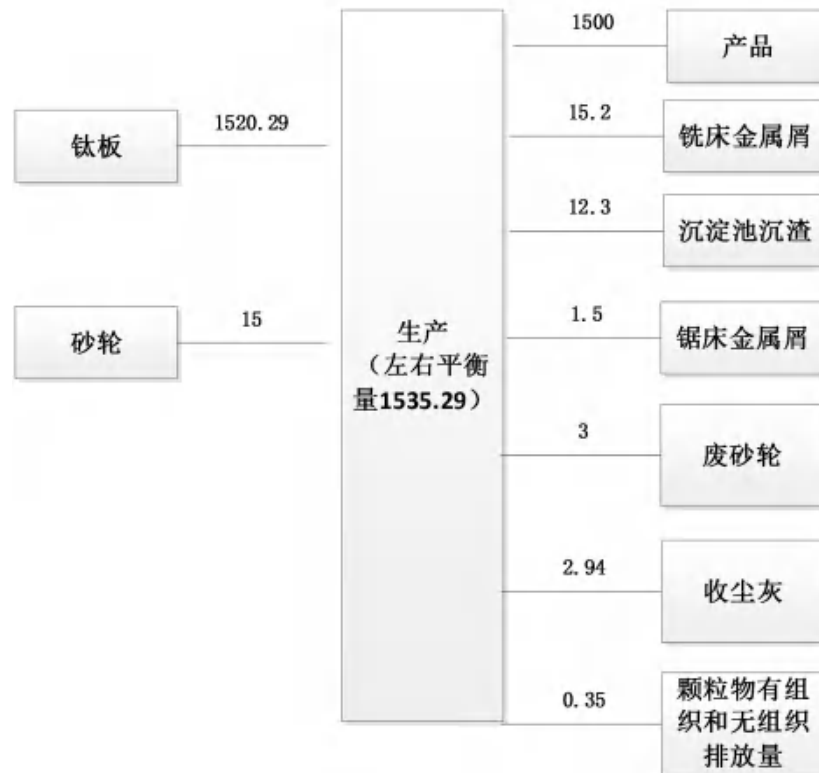 1500
产品
钛板
1520.29
15.2
铣床金属屑
12.3
沉淀池沉渣
砂轮
15
生产
（左右平衡
量1535.29）
1.5
锯床金属屑
3
废砂轮
2.94
收尘灰
0.35
颗粒物有组
织和无组织
排放量